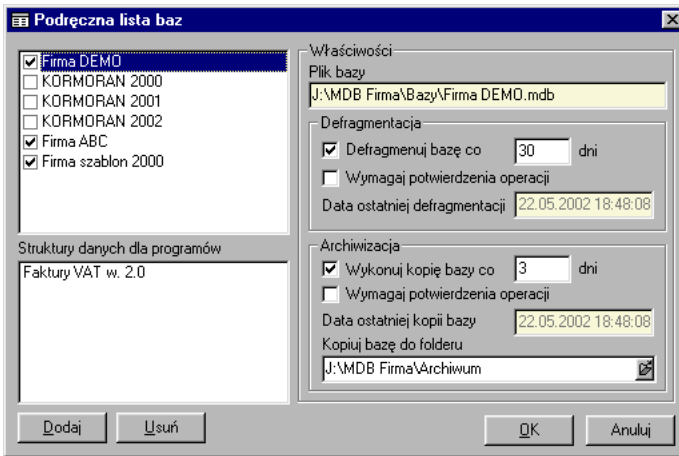 Podręczna lista baz
Firma DEMO
KORMORAN 2000
KORMORAN 2001
KORMORAN 2002
Firma ABC
Firma szablon 2000
Struktury danych dla programów
Faktury VAT w. 2.0
Dodaj
Usuń
Właściwości
Plik bazy
J:\MDB Firma\Bazy\Firma DEMO.mdb
Defragmentacja
Defragmenuj bazę co 30 dni
Wymagaj potwierdzenia operacji
Data ostatniej defragmentacji 22.05.2002 18:48:08
Archiwizacja
Wykonuj kopię bazy co 3 dni
Wymagaj potwierdzenia operacji
Data ostatniej kopii bazy 22.05.2002 18:48:08
Kopiuj bazę do folderu
J:\MDB Firma\Archiwum
OK
Anuluj